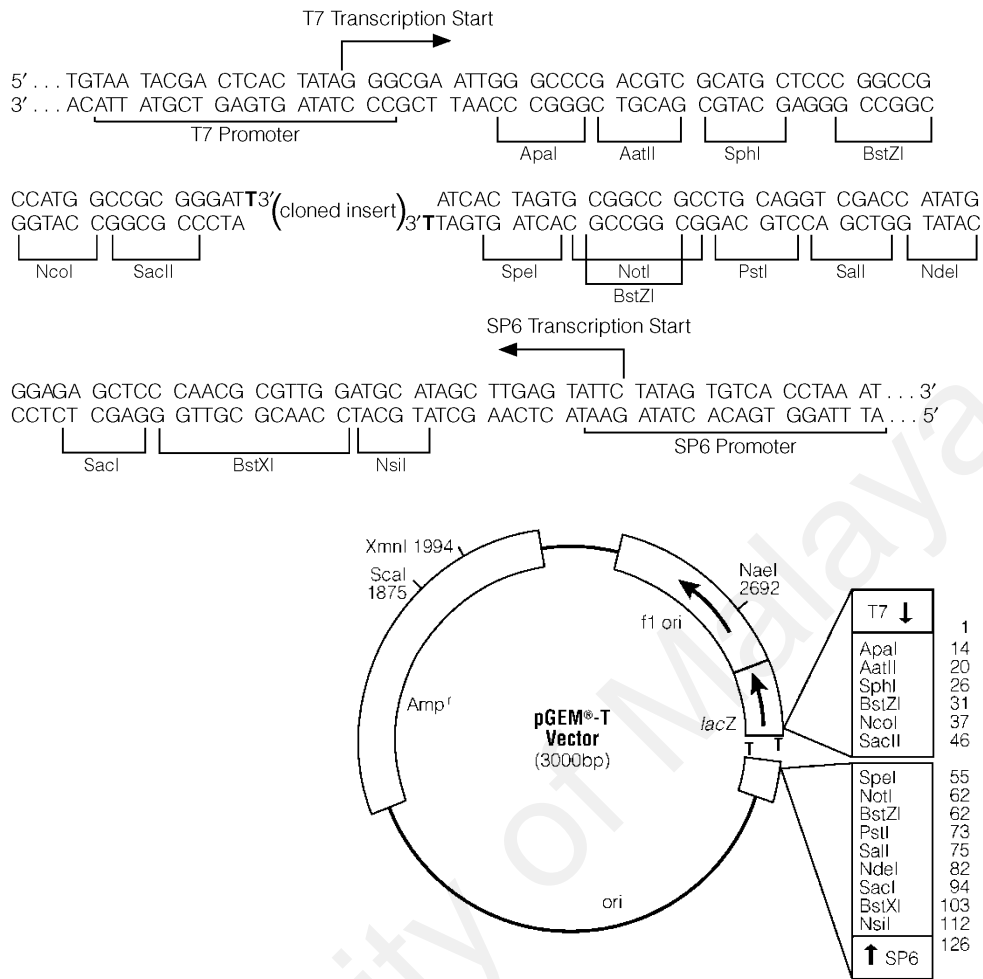 T7 Transcription Start
5′ . . . TGTAA TACGA CTCAC TATAG GGCGA ATTGG GCCCG ACGTC GCATG CTCCC GGCCG
3′ . . . ACATT ATGCT GAGTG ATATC CCGCT TAACC CGGGC TGCAG CGTAC GAGGG CCGGC
T7 Promoter
ApaI AatII SphI BstZI
CCATG GCCGC GGGATT3′ (cloned insert) ATCAC TAGTG CGGCC GCCTG CAGGT CGACC ATATG
GGTAC CGGCG CCCTA 3′TTAGTG ATCAC GCCGG CGGAC GTCCA GCTGG TATAC
NcoI SacII SpeI NotI PstI SalI NdeI
BstZI
SP6 Transcription Start
GGAGA GCTCC CAACG CGTTG GATGC ATAGC TTGAG TATTC TATAG TGTCA CCTAA AT . . . 3′
CCTCT CGAGG GTTGC GCAAC CTACG TATCG AACTC ATAAG ATATC ACAGT GGATT TA . . . 5′
SacI BstXI NsiI SP6 Promoter
XmnI 1994
ScaI
1875
NaeI
2692
f1 ori
Ampʳ
pGEM®-T
Vector
(3000bp)
lacZ
T T
ori
T7 ↓
1
ApaI 14
AatII 20
SphI 26
BstZI 31
NcoI 37
SacII 46
SpeI 55
NotI 62
BstZI 62
PstI 73
SalI 75
NdeI 82
SacI 94
BstXI 103
NsiI 112
126
↑ SP6